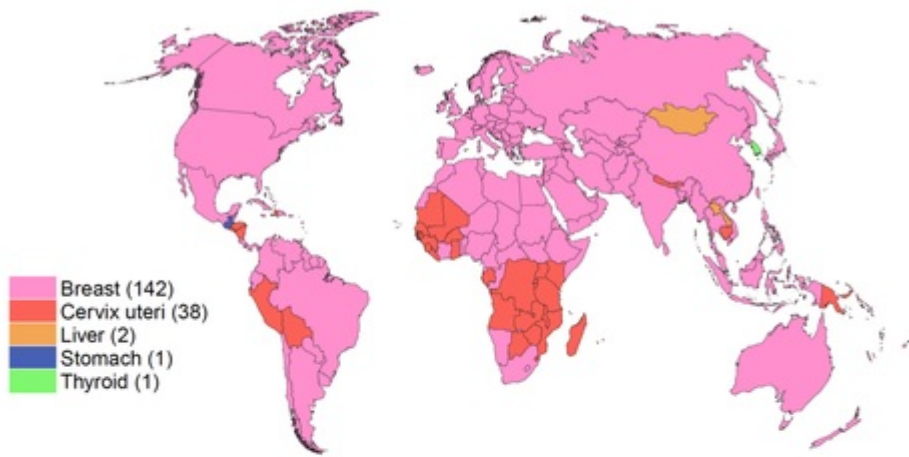 Breast (142)
Cervix uteri (38)
Liver (2)
Stomach (1)
Thyroid (1)